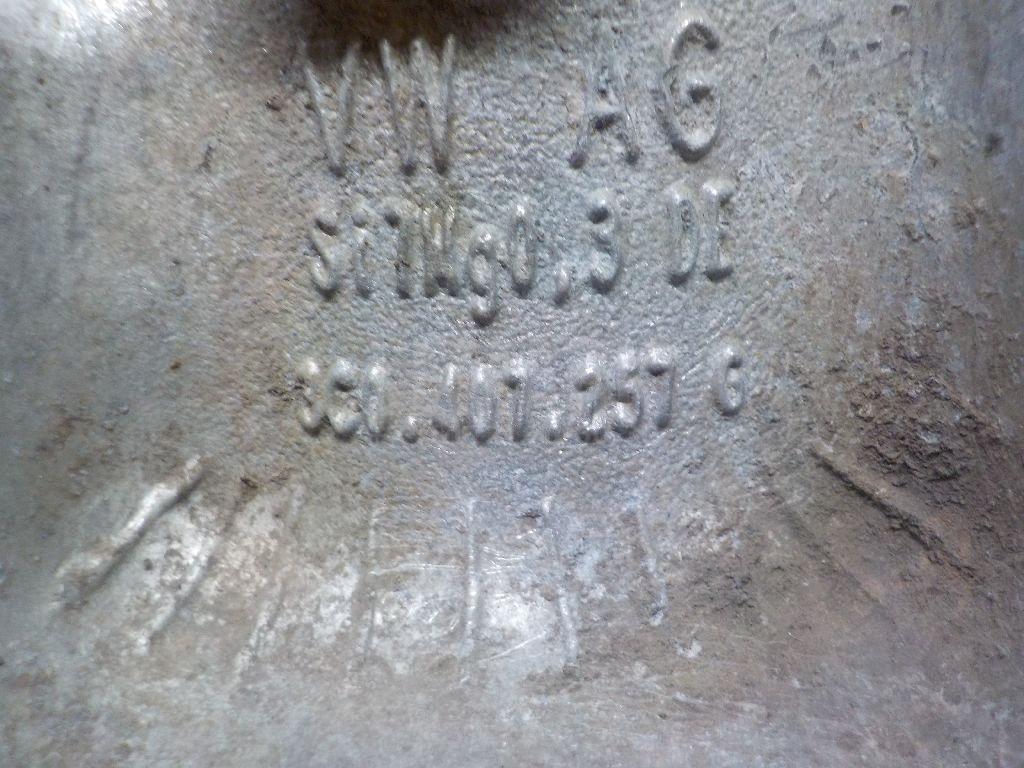 VW AG
Si7Mg0,3 DE
3C0.407.257 G